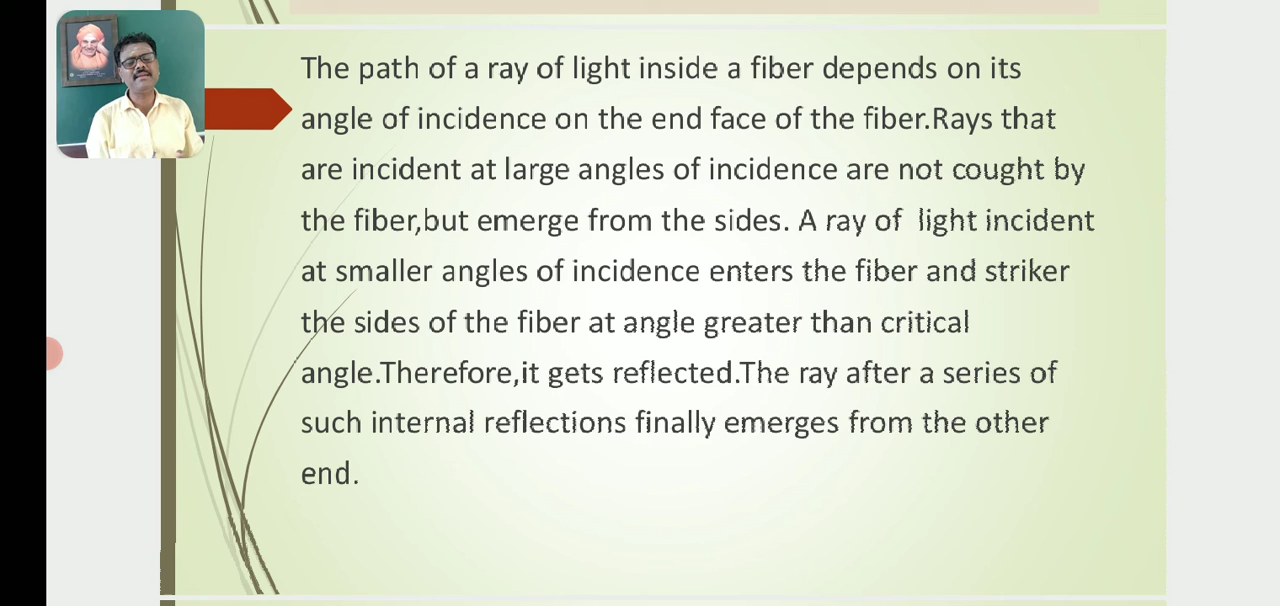 The path of a ray of light inside a fiber depends on its
angle of incidence on the end face of the fiber.Rays that
are incident at large angles of incidence are not cought by
the fiber,but emerge from the sides. A ray of  light incident
at smaller angles of incidence enters the fiber and striker
the sides of the fiber at angle greater than critical
angle.Therefore,it gets reflected.The ray after a series of
such internal reflections finally emerges from the other
end.